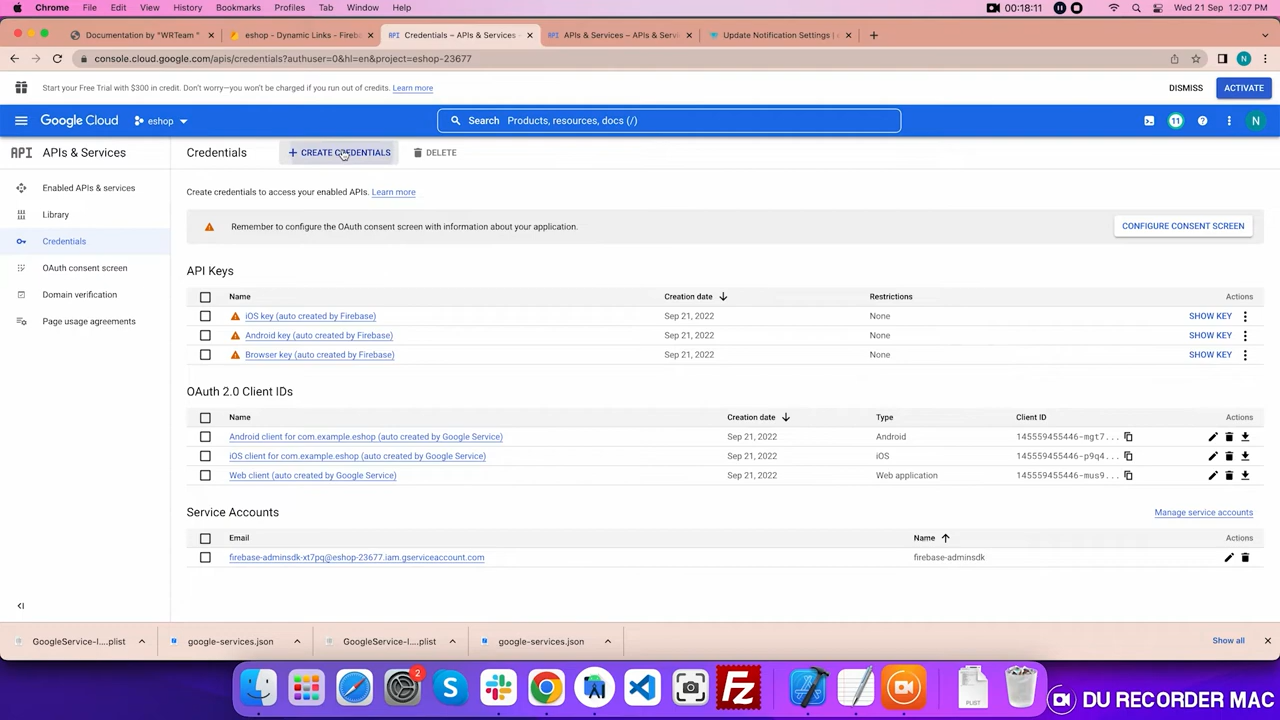 Chrome File Edit View History Bookmarks Profiles Tab Window Help 00:18:11 Wed 21 Sep 12:07 PM
Documentation by "WRTeam" eshop - Dynamic Links - Fireb Credentials – APIs & Services - APIs & Services – APIs & Serv Update Notification Settings |
console.cloud.google.com/apis/credentials?authuser=0&hl=en&project=eshop-23677 N
Start your Free Trial with $300 in credit. Don't worry—you won't be charged if you run out of credits. Learn more DISMISS ACTIVATE
Google Cloud eshop Search Products, resources, docs (/) 11 N
API APIs & Services Credentials + CREATE CREDENTIALS DELETE
Enabled APIs & services
Library
Credentials
OAuth consent screen
Domain verification
Page usage agreements
Create credentials to access your enabled APIs. Learn more
Remember to configure the OAuth consent screen with information about your application. CONFIGURE CONSENT SCREEN
API Keys
Name Creation date Restrictions Actions
iOS key (auto created by Firebase) Sep 21, 2022 None SHOW KEY
Android key (auto created by Firebase) Sep 21, 2022 None SHOW KEY
Browser key (auto created by Firebase) Sep 21, 2022 None SHOW KEY
OAuth 2.0 Client IDs
Name Creation date Type Client ID Actions
Android client for com.example.eshop (auto created by Google Service) Sep 21, 2022 Android 145559455446-mgt7...
iOS client for com.example.eshop (auto created by Google Service) Sep 21, 2022 iOS 145559455446-p9q4...
Web client (auto created by Google Service) Sep 21, 2022 Web application 145559455446-mus9...
Service Accounts Manage service accounts
Email Name Actions
firebase-adminsdk-xt7pq@eshop-23677.iam.gserviceaccount.com firebase-adminsdk
GoogleService-I....plist google-services.json GoogleService-I....plist google-services.json Show all
2
PLIST
DU RECORDER MAC